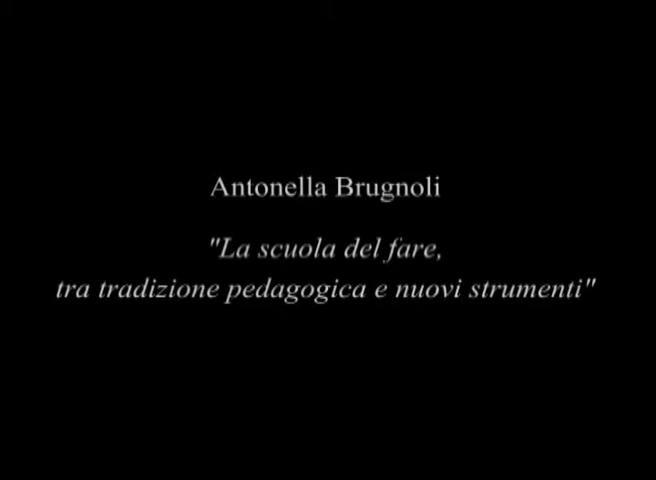 Antonella Brugnoli
"La scuola del fare,
tra tradizione pedagogica e nuovi strumenti"